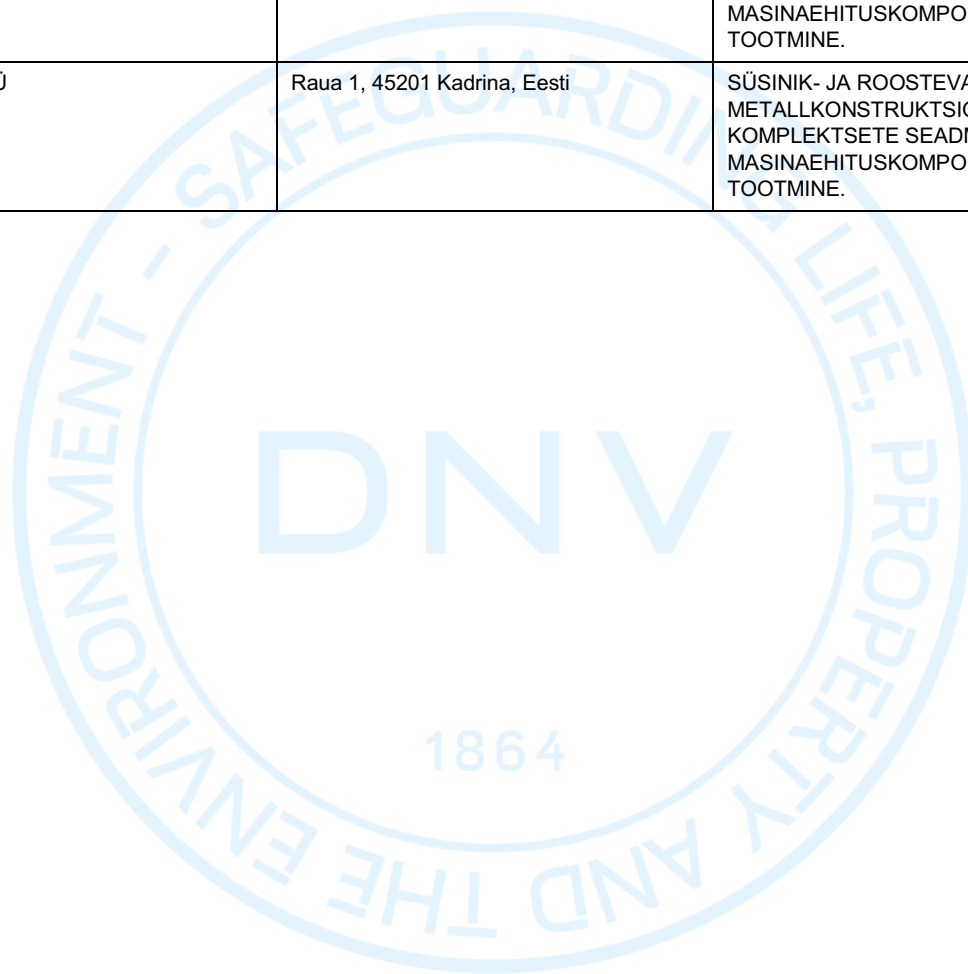 MASINAEHITUSKOMPO
TOOTMINE.
Ü
Raua 1, 45201 Kadrina, Eesti
SÜSINIK- JA ROOSTEVA
METALLKONSTRUKTSIO
KOMPLEKTSETE SEADM
MASINAEHITUSKOMPO
TOOTMINE.
SAFEGUARDING LIFE, PROPERTY AND THE ENVIRONMENT -
DNV
1864